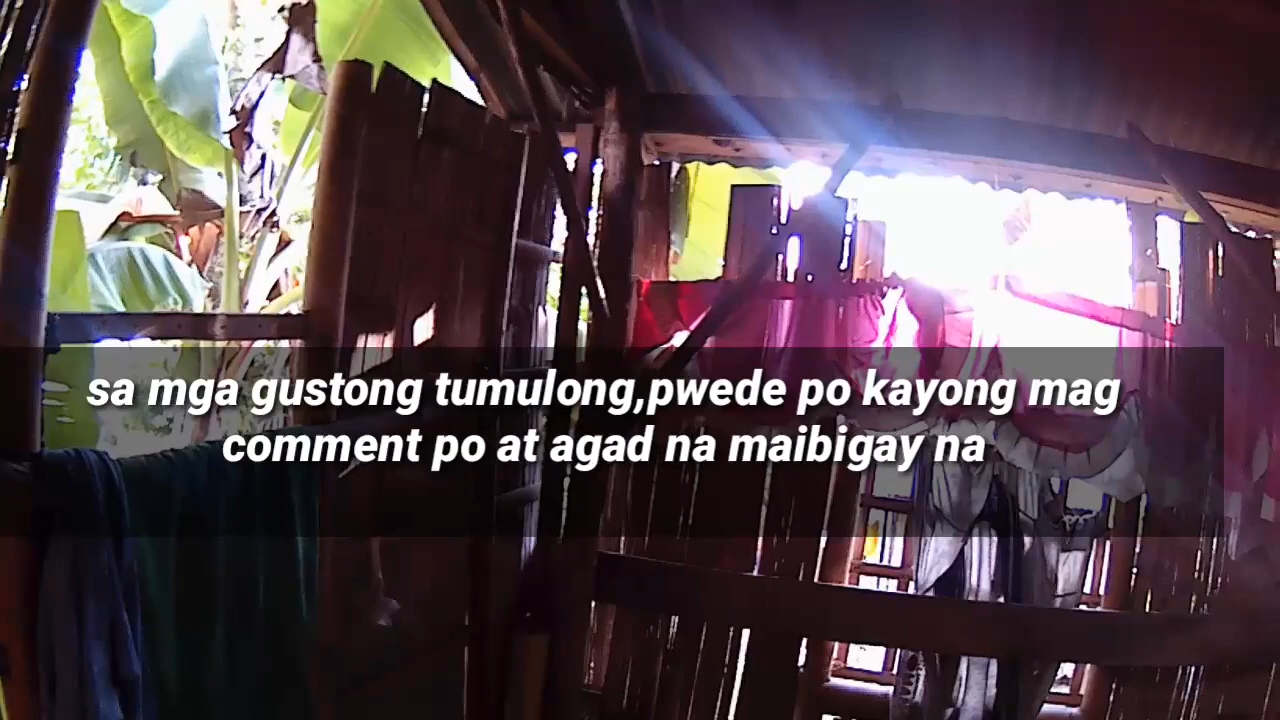 sa mga gustong tumulong,pwede po kayong mag
comment po at agad na maibigay na